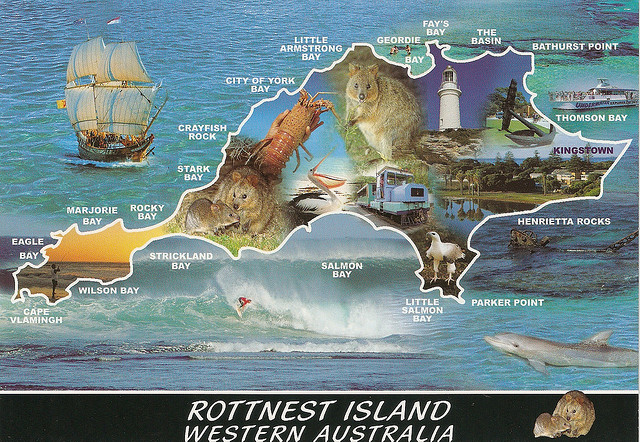 FAY'S
BAY
THE
BASIN
LITTLE
ARMSTRONG
BAY
GEORDIE
BAY
BATHURST POINT
CITY OF YORK
BAY
UNDERWATER
THOMSON BAY
CRAYFISH
ROCK
KINGSTOWN
STARK
BAY
MARJORIE
BAY
ROCKY
BAY
HENRIETTA ROCKS
EAGLE
BAY
STRICKLAND
BAY
SALMON
BAY
WILSON BAY
CAPE
VLAMINGH
LITTLE
SALMON
BAY
PARKER POINT
ROTTNEST ISLAND
WESTERN AUSTRALIA